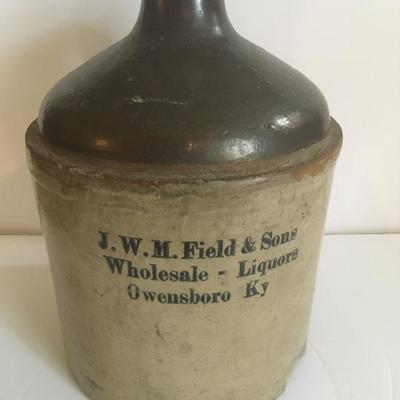 J.W.M. Field & Sons
Wholesale - Liquors
Owensboro Ky